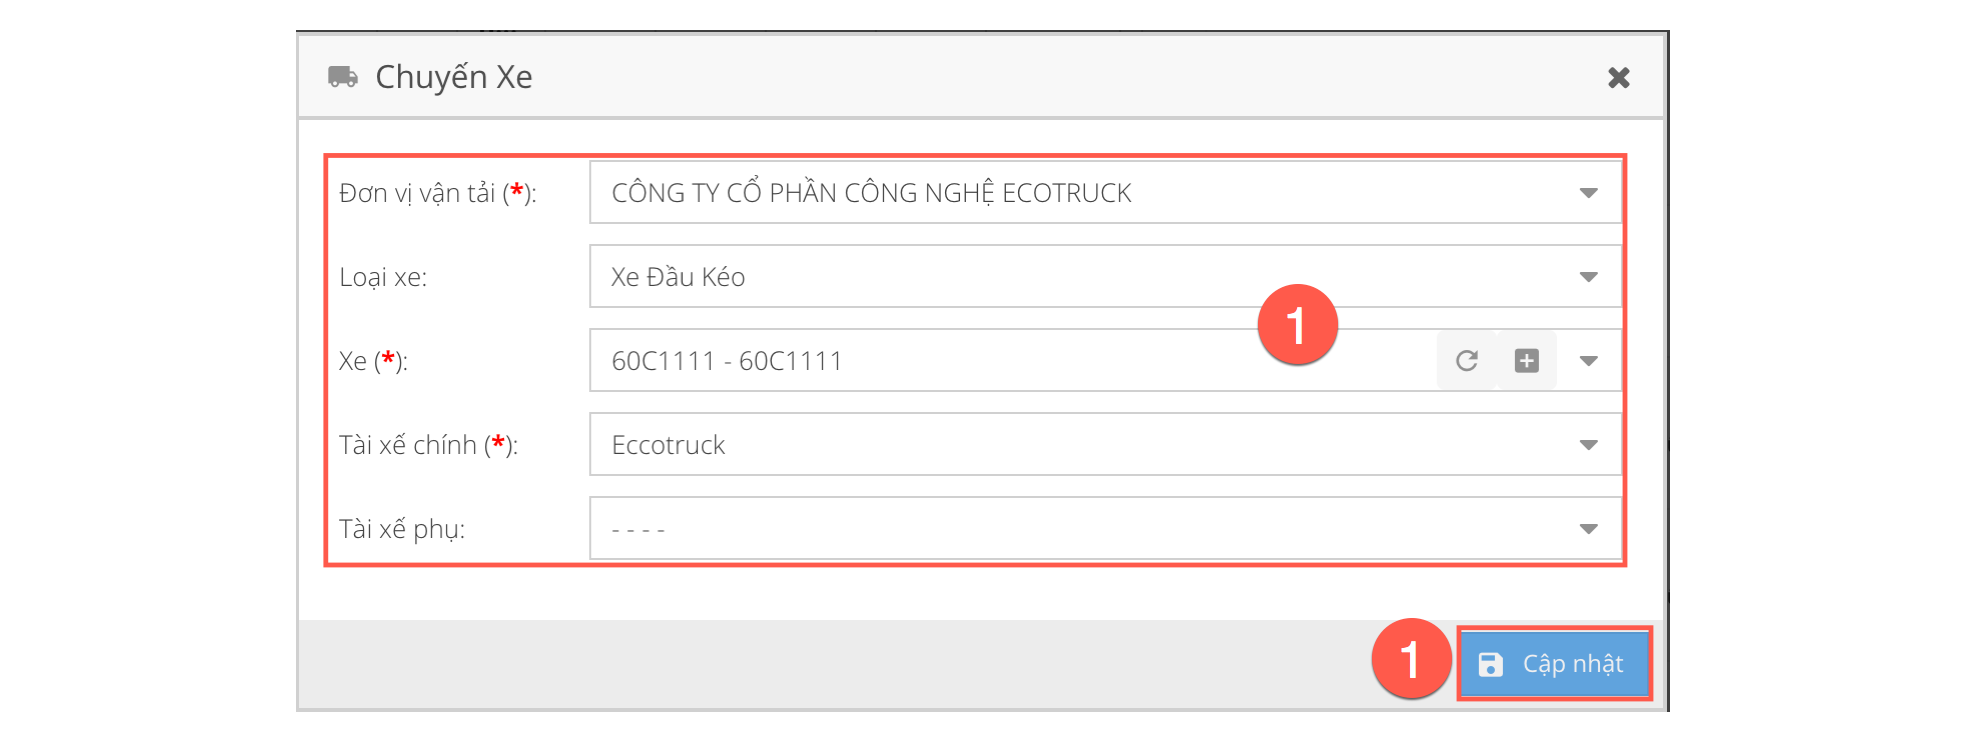 Chuyến Xe
Đơn vị vận tải (*): CÔNG TY CỔ PHẦN CÔNG NGHỆ ECOTRUCK
Loại xe: Xe Đầu Kéo
1
Xe (*): 60C1111 - 60C1111
Tài xế chính (*): Eccotruck
Tài xế phụ: - - - -
1 Cập nhật